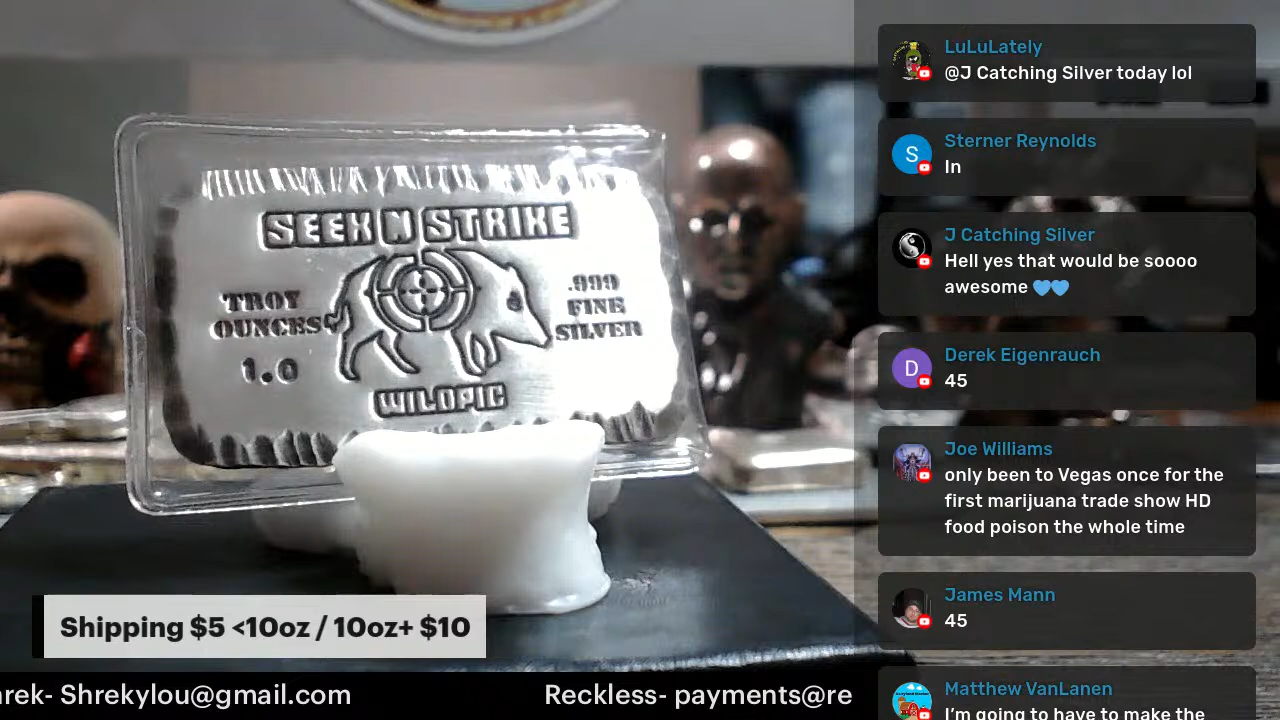 SEEK N STRIKE
TROY
OUNCES
1.0
.999
FINE
SILVER
WILDPIG
Shipping $5 <10oz / 10oz+ $10
rek- Shrekylou@gmail.com
Reckless- payments@re
LuLuLately
@J Catching Silver today lol
S
Sterner Reynolds
In
J Catching Silver
Hell yes that would be soooo
awesome 💙💙
D
Derek Eigenrauch
45
Joe Williams
only been to Vegas once for the
first marijuana trade show HD
food poison the whole time
James Mann
45
Matthew VanLanen
I'm going to have to make the